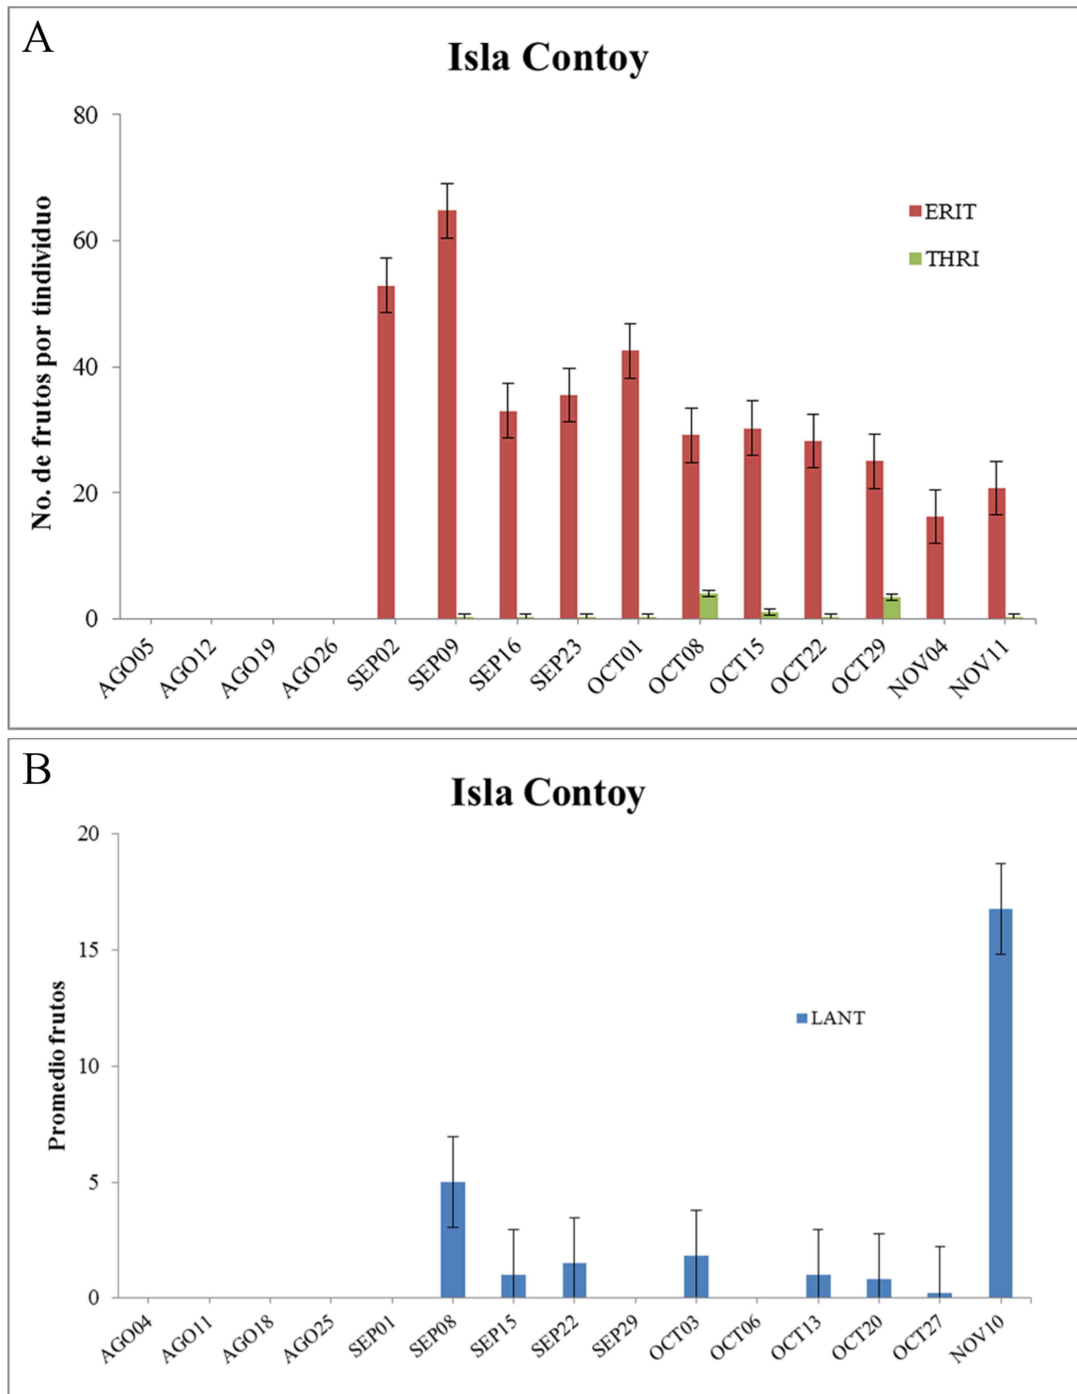 A
Isla Contoy
No. de frutos por tindividuo
80
60
40
20
0
ERIT
THRI
AGO05
AGO12
AGO19
AGO26
SEP02
SEP09
SEP16
SEP23
OCT01
OCT08
OCT15
OCT22
OCT29
NOV04
NOV11
B
Isla Contoy
Promedio frutos
20
15
10
5
0
LANT
AGO04
AGO11
AGO18
AGO25
SEP01
SEP08
SEP15
SEP22
SEP29
OCT03
OCT06
OCT13
OCT20
OCT27
NOV10